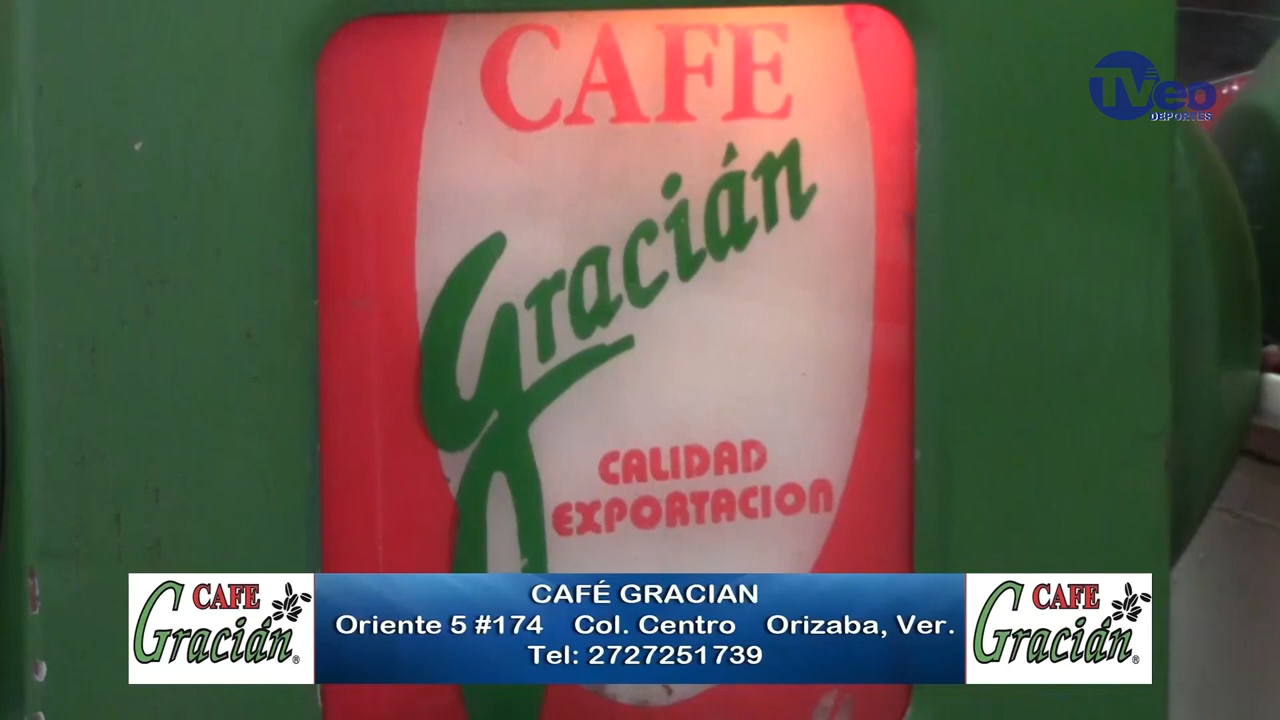 CAFE
Gracián
CALIDAD
EXPORTACION
TVeo
DEPORTES
CAFE
Gracián®
CAFÉ GRACIAN
Oriente 5 #174 Col. Centro Orizaba, Ver.
Tel: 2727251739
CAFE
Gracián®